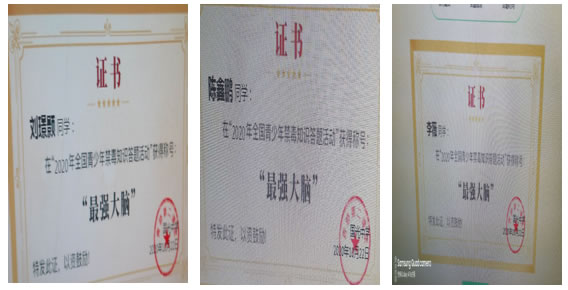 证书
刘璟飘同学：
在“2020年全国青少年禁毒知识答题活动”获得称号：
“最强大脑”
特发此证，以资鼓励！
证书
陈鑫鹏同学：
在“2020年全国青少年禁毒知识答题活动”获得称号：
“最强大脑”
特发此证，以资鼓励！
证书
李薇同学：
在“2020年全国青少年禁毒知识答题活动”获得称号：
“最强大脑”
特发此证，以资鼓励！
Samsung Quad camera